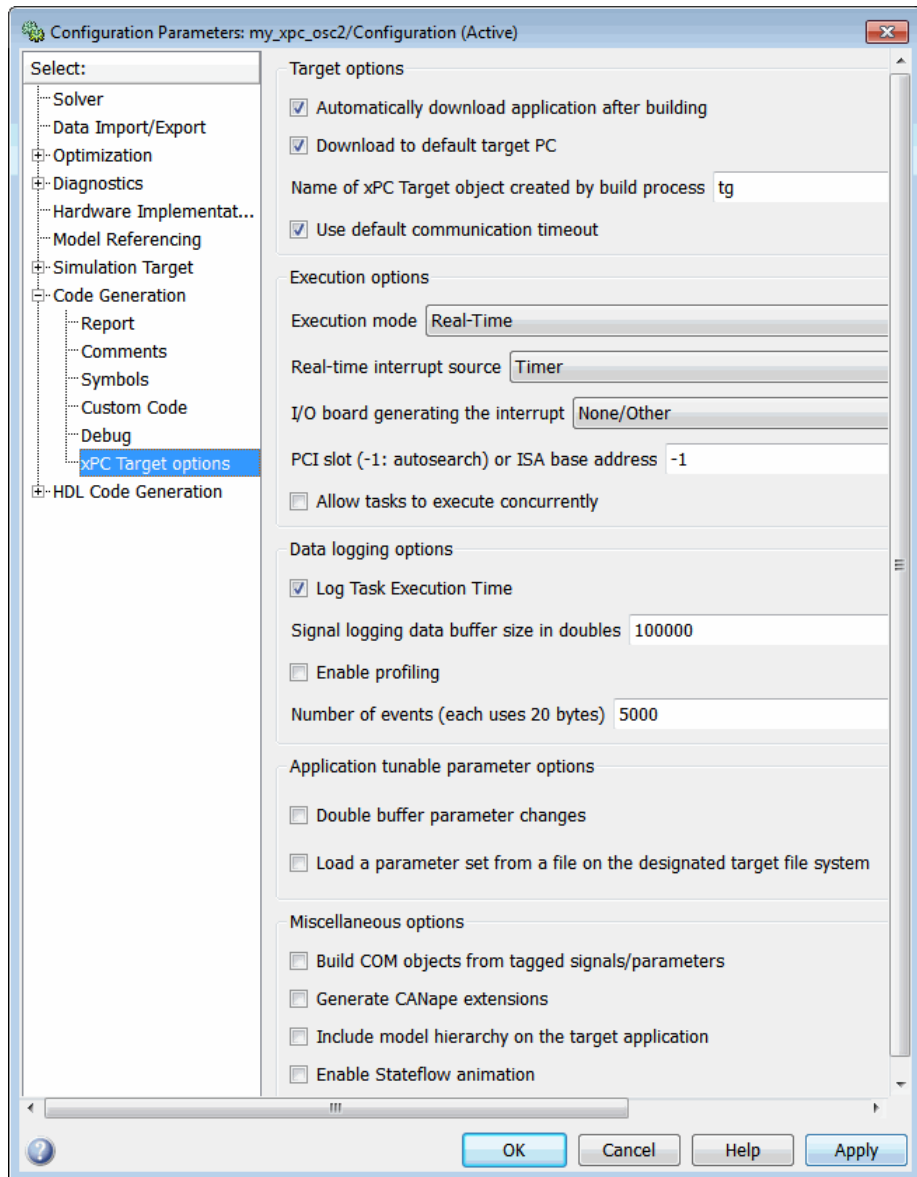 Configuration Parameters: my_xpc_osc2/Configuration (Active)
Select:
Solver
Data Import/Export
Optimization
Diagnostics
Hardware Implementat...
Model Referencing
Simulation Target
Code Generation
Report
Comments
Symbols
Custom Code
Debug
xPC Target options
HDL Code Generation
Target options
Automatically download application after building
Download to default target PC
Name of xPC Target object created by build process tg
Use default communication timeout
Execution options
Execution mode Real-Time
Real-time interrupt source Timer
I/O board generating the interrupt None/Other
PCI slot (-1: autosearch) or ISA base address -1
Allow tasks to execute concurrently
Data logging options
Log Task Execution Time
Signal logging data buffer size in doubles 100000
Enable profiling
Number of events (each uses 20 bytes) 5000
Application tunable parameter options
Double buffer parameter changes
Load a parameter set from a file on the designated target file system
Miscellaneous options
Build COM objects from tagged signals/parameters
Generate CANape extensions
Include model hierarchy on the target application
Enable Stateflow animation
OK Cancel Help Apply